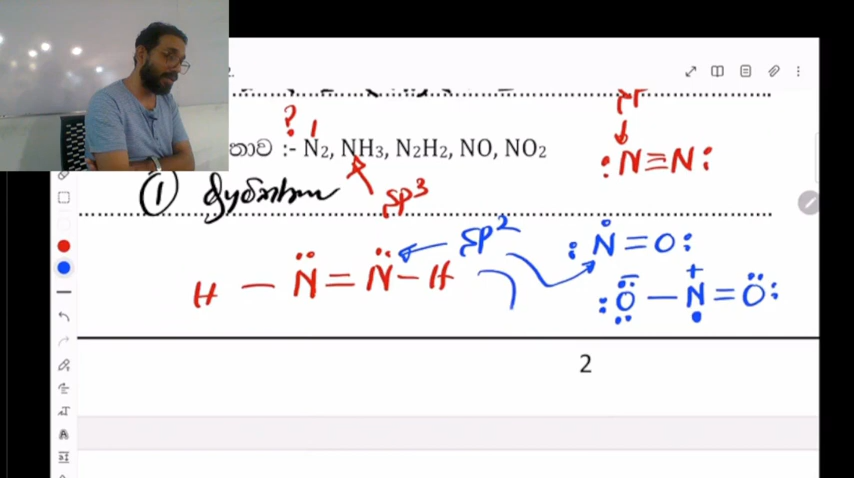 sp
?
තාව :- N₂, NH₃, N₂H₂, NO, NO₂
:N≡N:
①
sp³
sp²
:N=O:
H – N = N – H
:O – N = O:
+
2